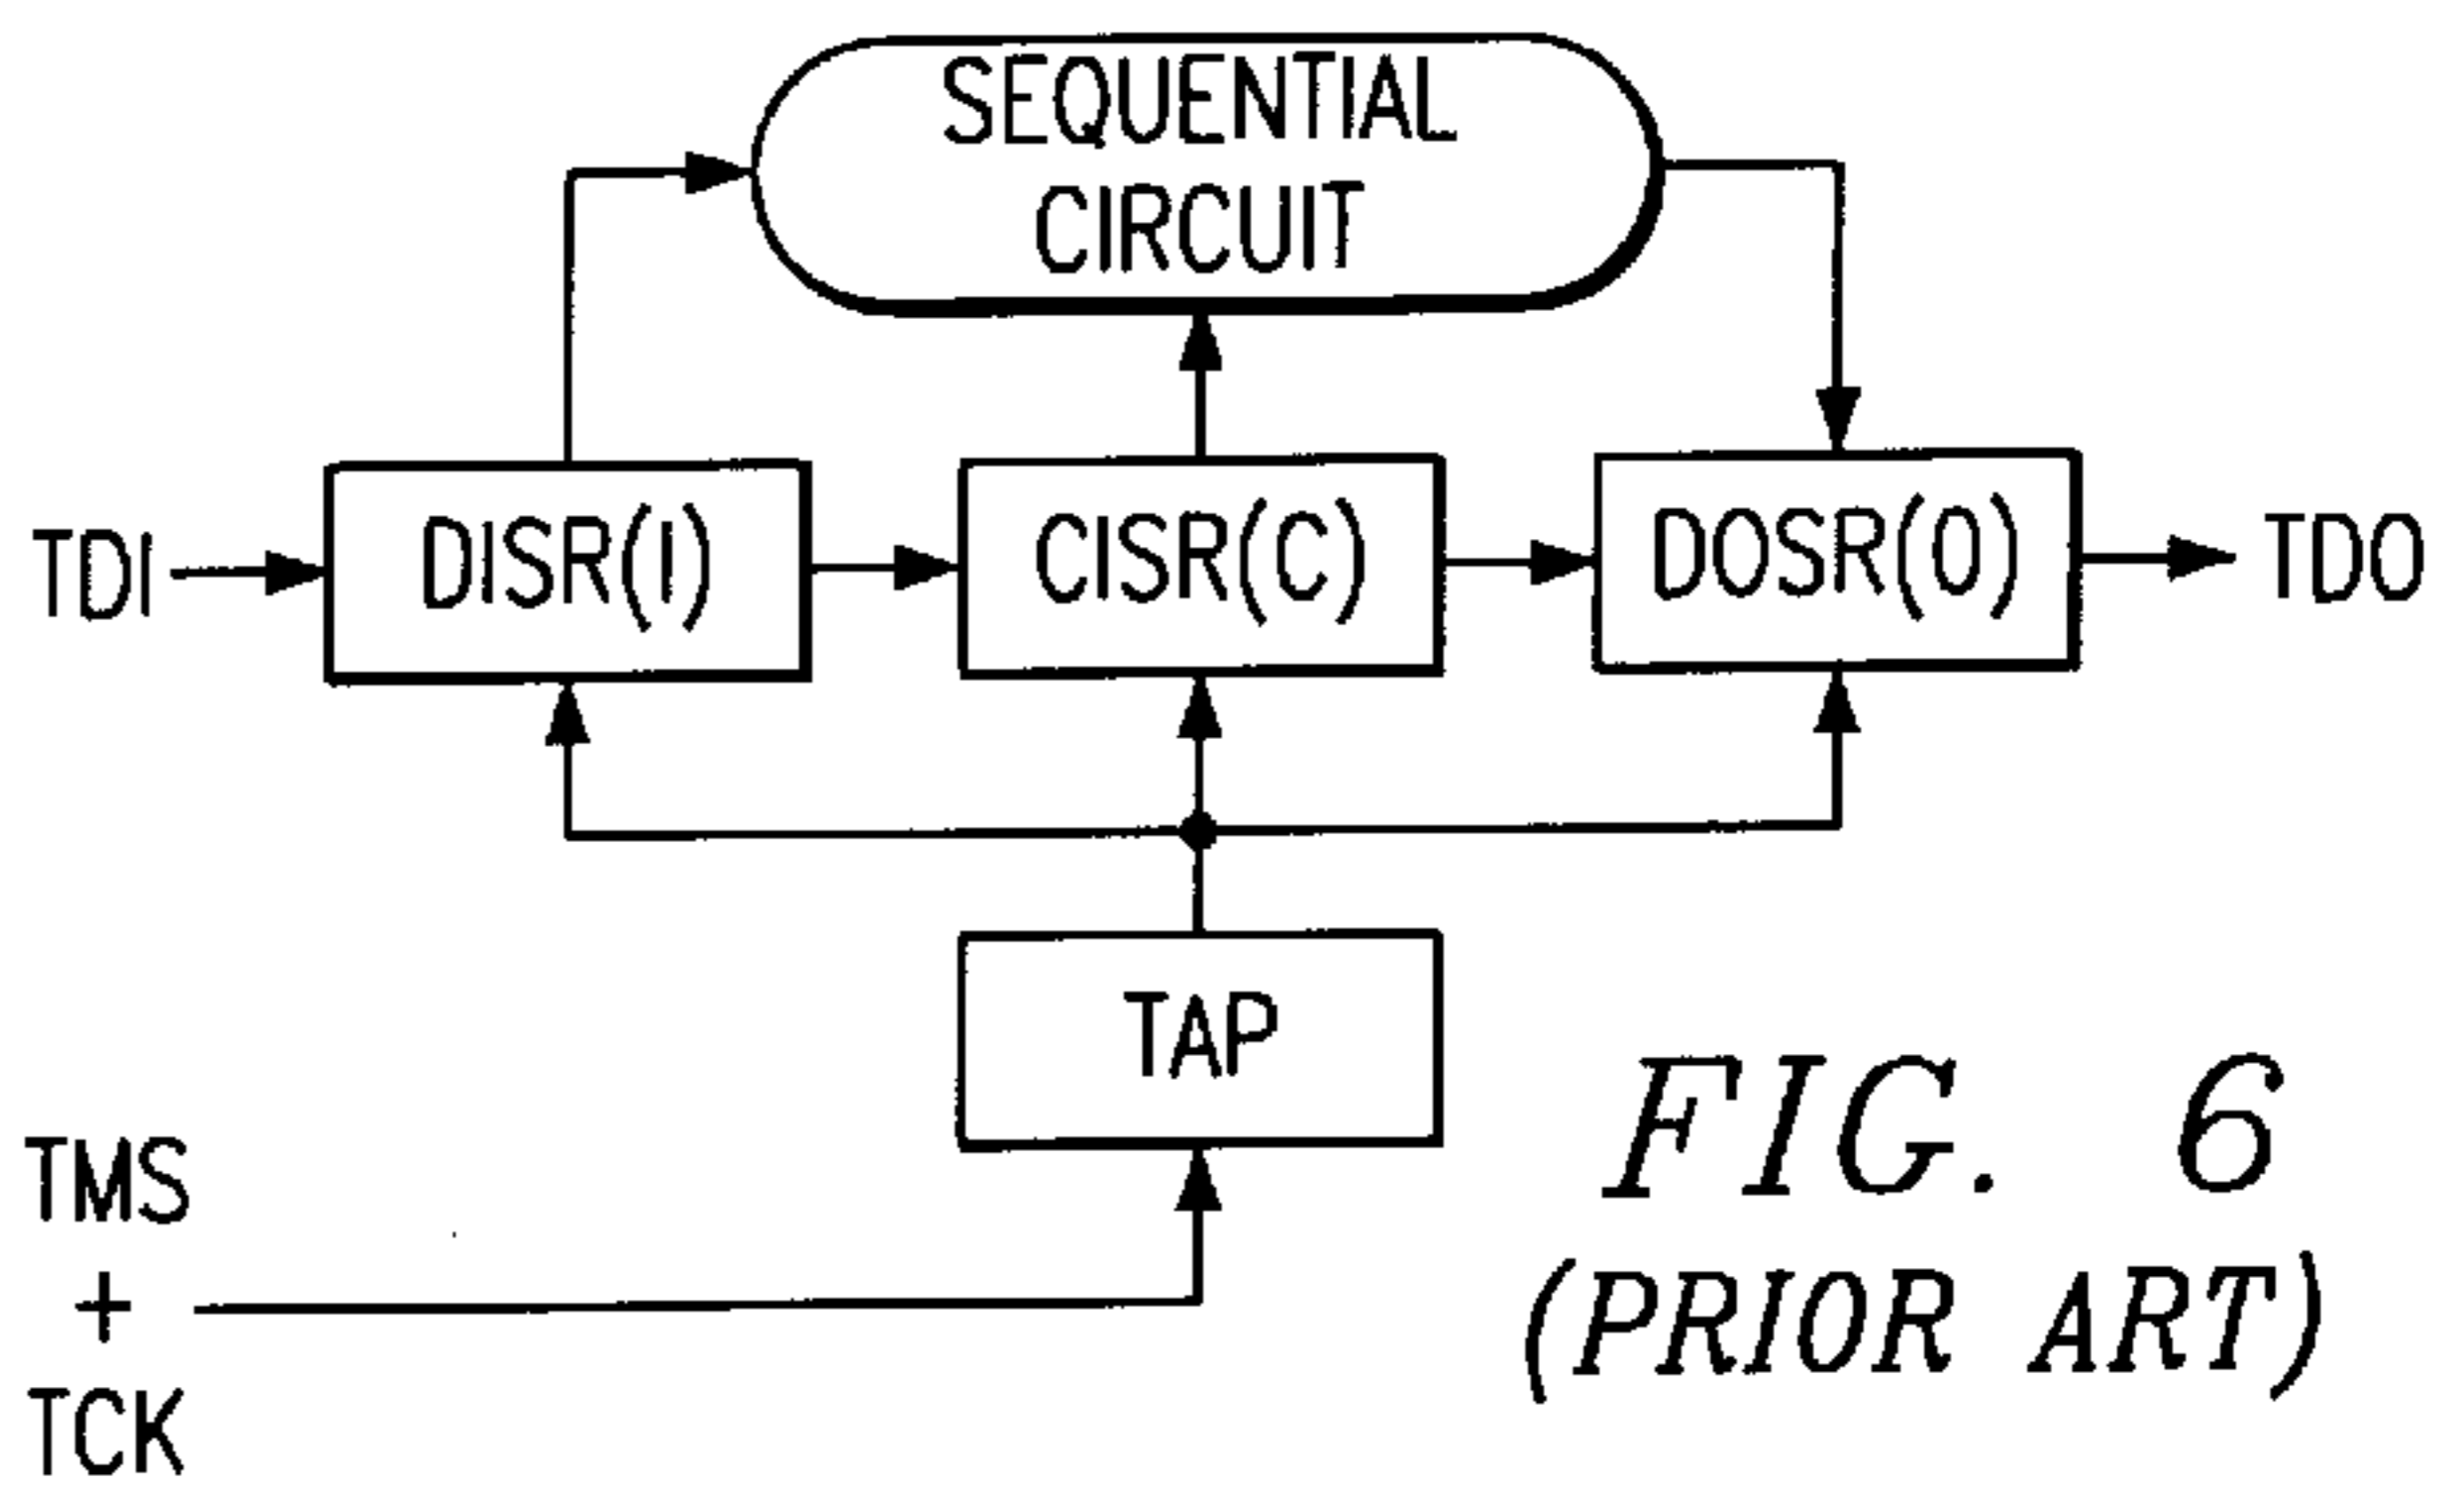 SEQUENTIAL
CIRCUIT
TDI
DISR(I)
CISR(C)
DOSR(O)
TDO
TAP
TMS
+
TCK
FIG. 6
(PRIOR ART)